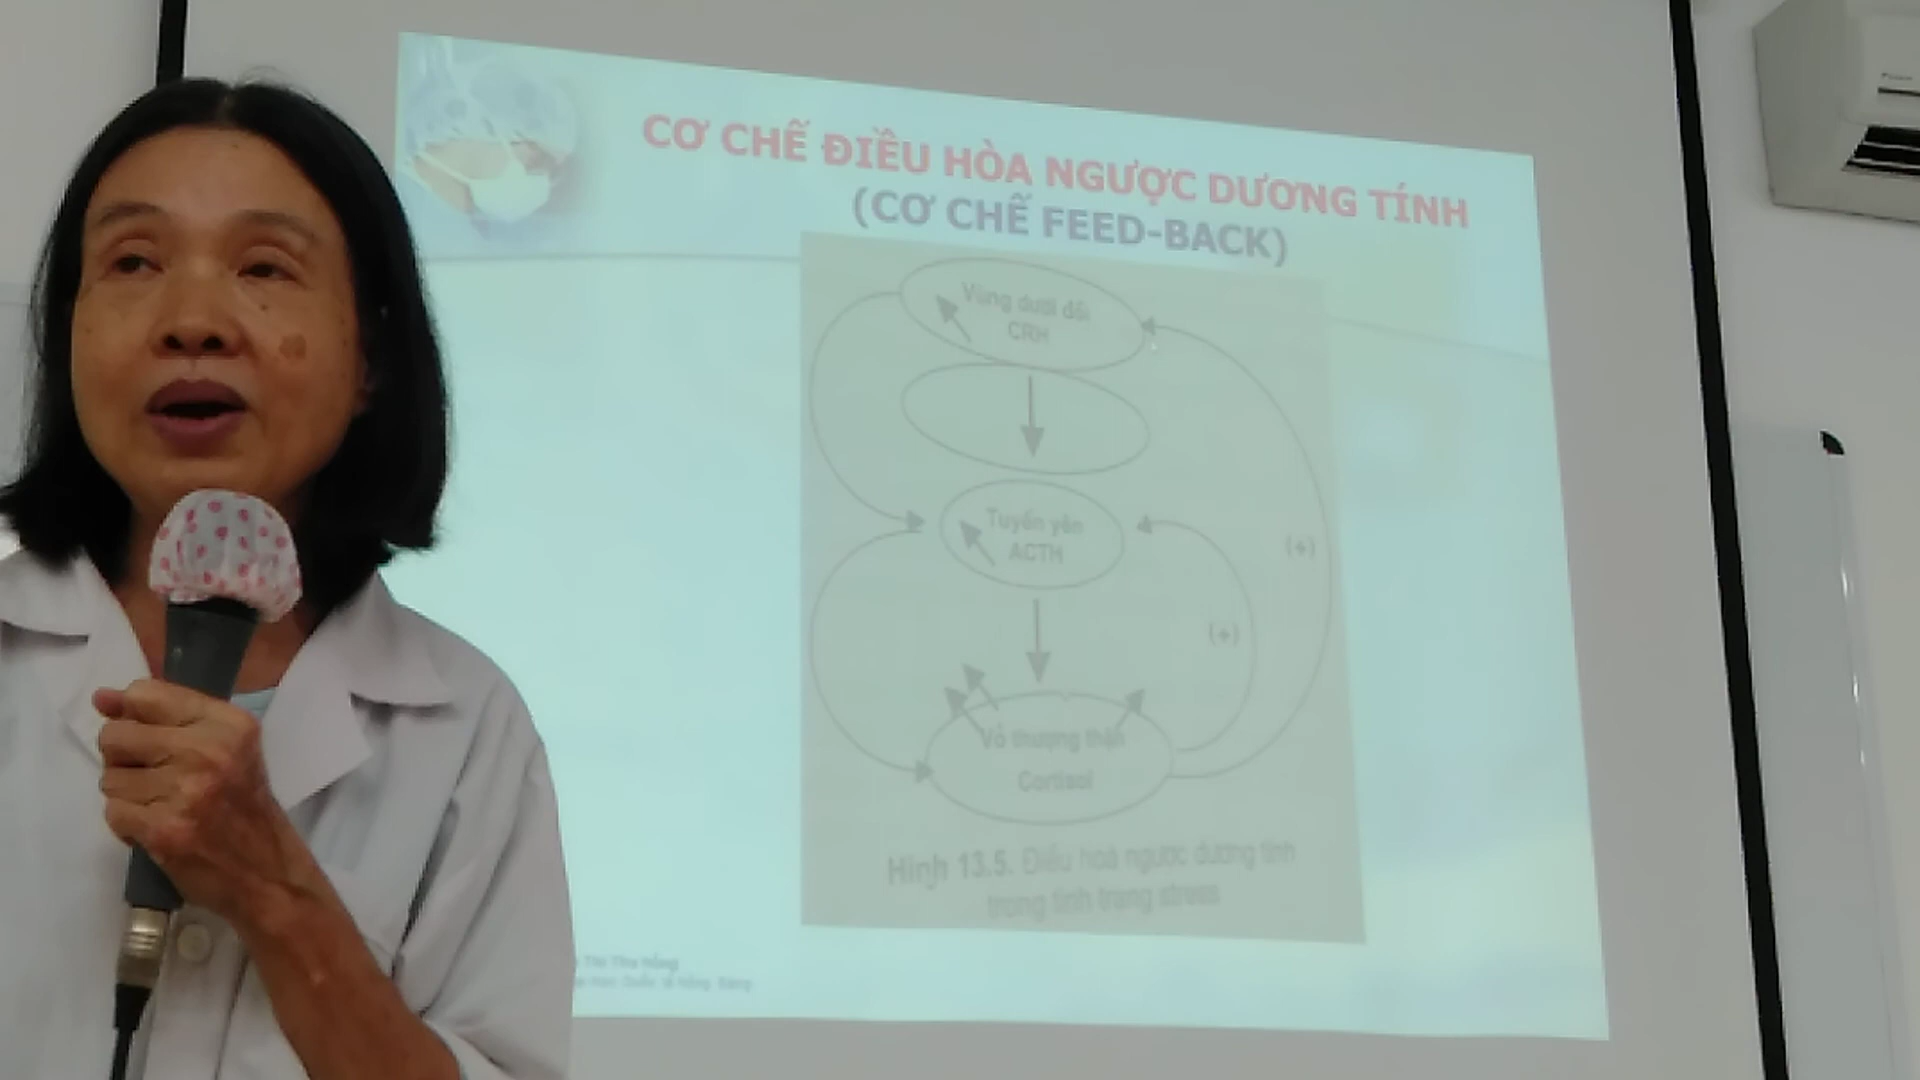 CƠ CHẾ ĐIỀU HÒA NGƯỢC DƯƠNG TÍNH
(CƠ CHẾ FEED-BACK)
Vùng dưới đồi
CRH
Tuyến yên
ACTH
(+)
(+)
Vỏ thượng thận
Cortisol
Hình 13.5. Điều hoà ngược dương tính
trong tình trạng stress